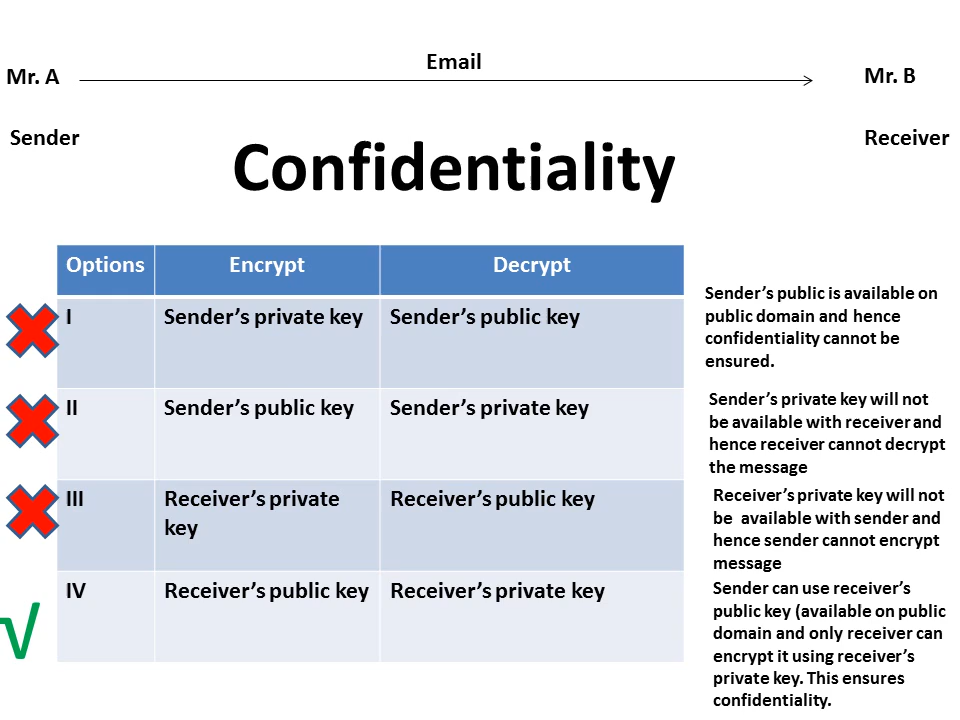 Email
Mr. A
Mr. B
Sender
Receiver
Confidentiality
Options
Encrypt
Decrypt
I
Sender's private key
Sender's public key
Sender's public is available on
public domain and hence
confidentiality cannot be
ensured.
II
Sender's public key
Sender's private key
Sender's private key will not
be available with receiver and
hence receiver cannot decrypt
the message
III
Receiver's private
key
Receiver's public key
Receiver's private key will not
be  available with sender and
hence sender cannot encrypt
message
IV
Receiver's public key
Receiver's private key
Sender can use receiver's
public key (available on public
domain and only receiver can
encrypt it using receiver's
private key. This ensures
confidentiality.